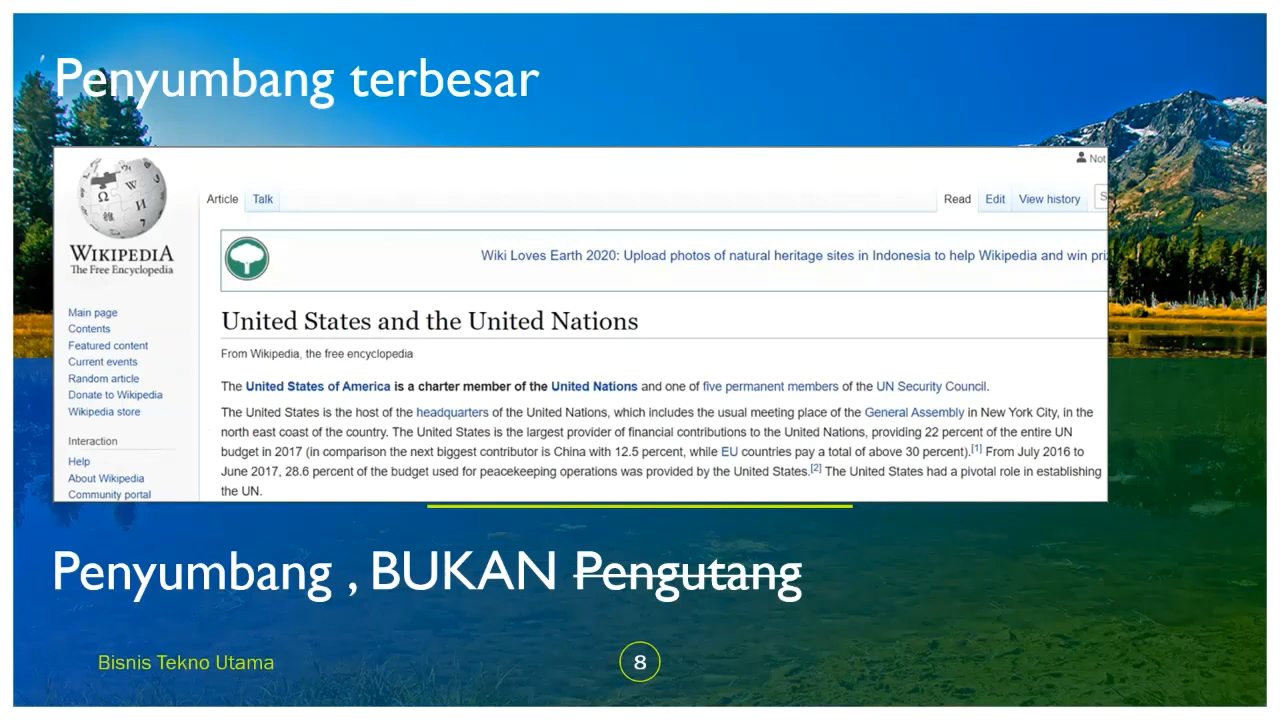 Penyumbang terbesar
Not
Article Talk Read Edit View history S
WIKIPEDIA
The Free Encyclopedia
Wiki Loves Earth 2020: Upload photos of natural heritage sites in Indonesia to help Wikipedia and win pri
Main page
Contents
Featured content
Current events
Random article
Donate to Wikipedia
Wikipedia store
Interaction
Help
About Wikipedia
Community portal
United States and the United Nations
From Wikipedia, the free encyclopedia
The United States of America is a charter member of the United Nations and one of five permanent members of the UN Security Council.
The United States is the host of the headquarters of the United Nations, which includes the usual meeting place of the General Assembly in New York City, in the
north east coast of the country. The United States is the largest provider of financial contributions to the United Nations, providing 22 percent of the entire UN
budget in 2017 (in comparison the next biggest contributor is China with 12.5 percent, while EU countries pay a total of above 30 percent).[1] From July 2016 to
June 2017, 28.6 percent of the budget used for peacekeeping operations was provided by the United States.[2] The United States had a pivotal role in establishing
the UN.
Penyumbang , BUKAN Pengutang
Bisnis Tekno Utama
8